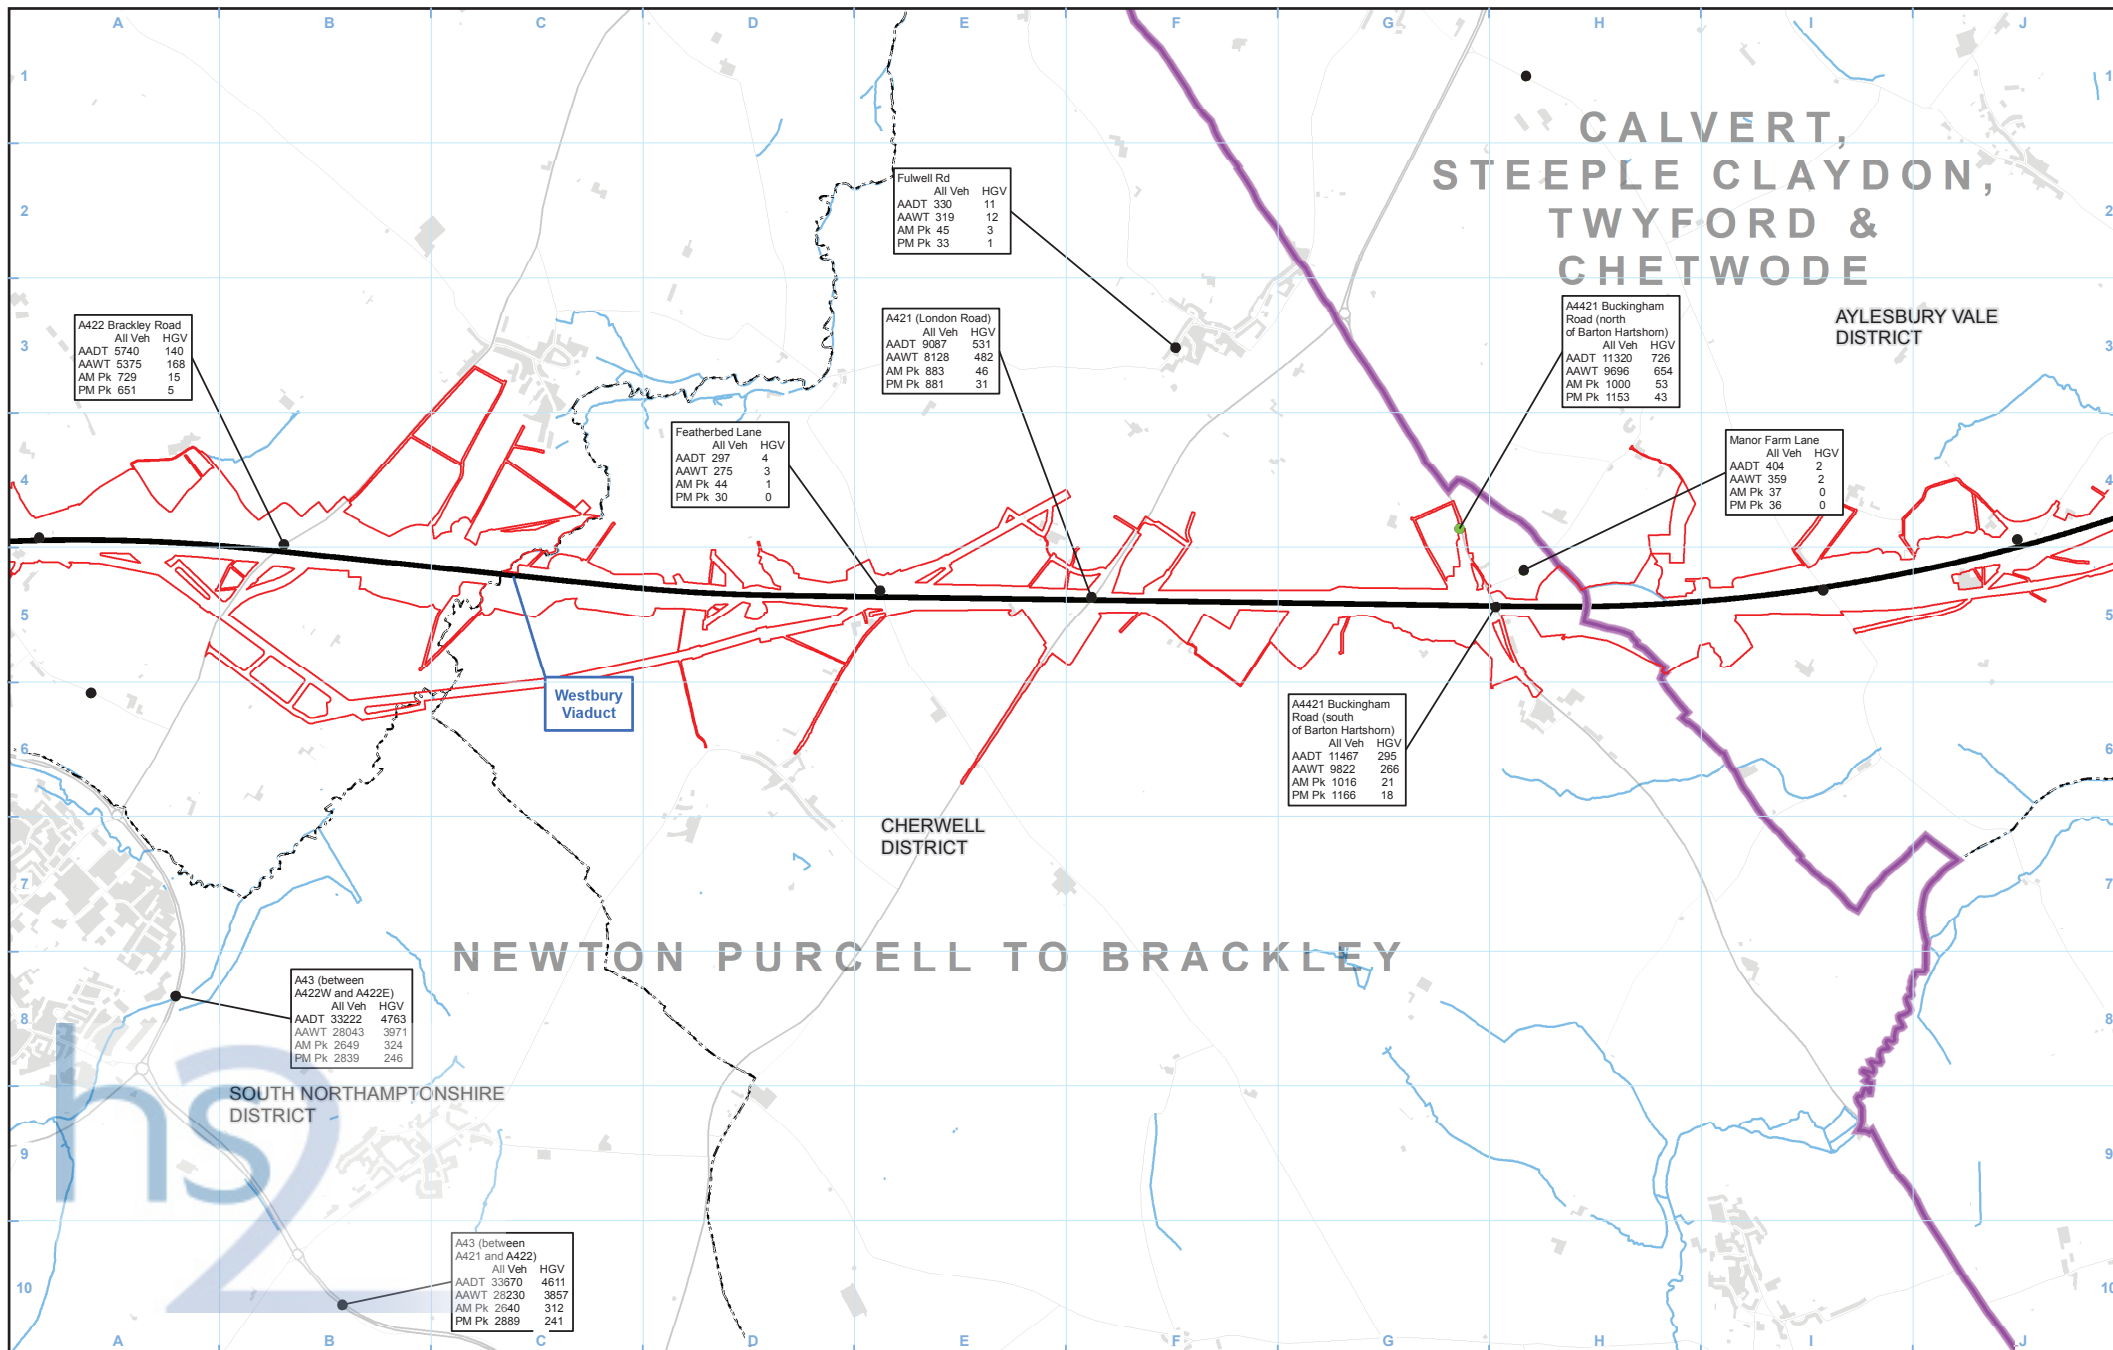 A B C D E F G H I J
1 1
CALVERT,
STEEPLE CLAYDON,
TWYFORD &
CHETWODE
2 2
Fulwell Rd
All Veh HGV
AADT 330 11
AAWT 319 12
AM Pk 45 3
PM Pk 33 1
3 3
A422 Brackley Road
All Veh HGV
AADT 5740 140
AAWT 5375 168
AM Pk 729 15
PM Pk 651 5
A421 (London Road)
All Veh HGV
AADT 9087 531
AAWT 8128 482
AM Pk 883 46
PM Pk 881 31
A4421 Buckingham
Road (north
of Barton Hartshorn)
All Veh HGV
AADT 11320 726
AAWT 9696 654
AM Pk 1000 53
PM Pk 1153 43
AYLESBURY VALE
DISTRICT
4 4
Featherbed Lane
All Veh HGV
AADT 297 4
AAWT 275 3
AM Pk 44 1
PM Pk 30 0
Manor Farm Lane
All Veh HGV
AADT 404 2
AAWT 359 2
AM Pk 37 0
PM Pk 36 0
5 5
Westbury
Viaduct
6 6
A4421 Buckingham
Road (south
of Barton Hartshorn)
All Veh HGV
AADT 11467 295
AAWT 9822 266
AM Pk 1016 21
PM Pk 1166 18
CHERWELL
DISTRICT
7 7
NEWTON PURCELL TO BRACKLEY
8 8
A43 (between
A422W and A422E)
All Veh HGV
AADT 33222 4763
AAWT 28043 3971
AM Pk 2649 324
PM Pk 2839 246
SOUTH NORTHAMPTONSHIRE
DISTRICT
hs2
9 9
A43 (between
A421 and A422)
All Veh HGV
AADT 33670 4611
AAWT 28230 3857
AM Pk 2640 312
PM Pk 2889 241
10 10
A B C D E F G H I J